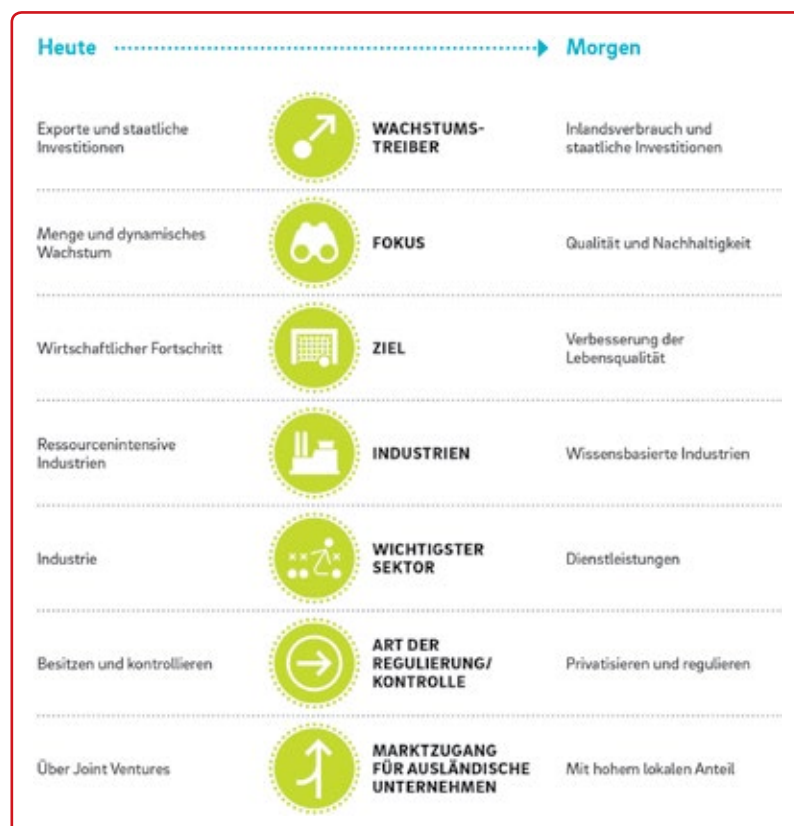 Heute
Morgen
Exporte und staatliche
Investitionen
WACHSTUMS-
TREIBER
Inlandsverbrauch und
staatliche Investitionen
Menge und dynamisches
Wachstum
FOKUS
Qualität und Nachhaltigkeit
Wirtschaftlicher Fortschritt
ZIEL
Verbesserung der
Lebensqualität
Ressourcenintensive
Industrien
INDUSTRIEN
Wissensbasierte Industrien
Industrie
WICHTIGSTER
SEKTOR
Dienstleistungen
Besitzen und kontrollieren
ART DER
REGULIERUNG/
KONTROLLE
Privatisieren und regulieren
Über Joint Ventures
MARKTZUGANG
FÜR AUSLÄNDISCHE
UNTERNEHMEN
Mit hohem lokalen Anteil